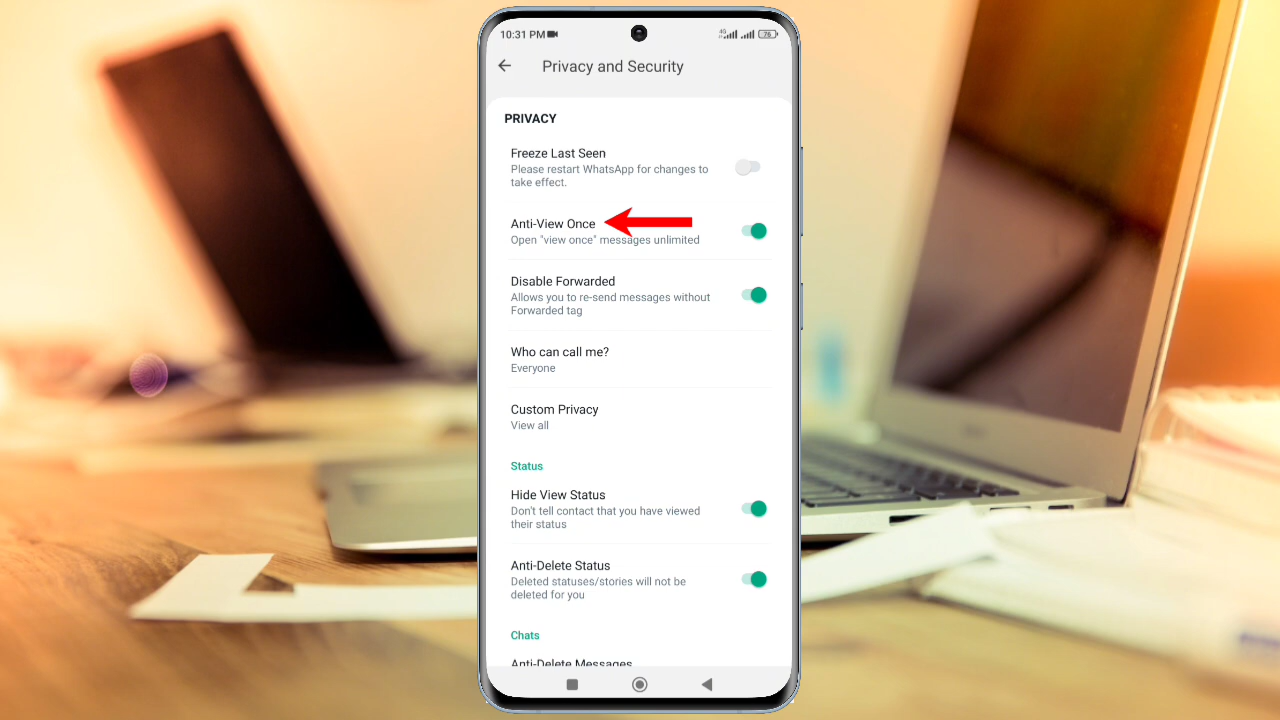 10:31 PM
4G
76
Privacy and Security
PRIVACY
Freeze Last Seen
Please restart WhatsApp for changes to
take effect.
Anti-View Once
Open "view once" messages unlimited
Disable Forwarded
Allows you to re-send messages without
Forwarded tag
Who can call me?
Everyone
Custom Privacy
View all
Status
Hide View Status
Don't tell contact that you have viewed
their status
Anti-Delete Status
Deleted statuses/stories will not be
deleted for you
Chats
Anti-Delete Messages